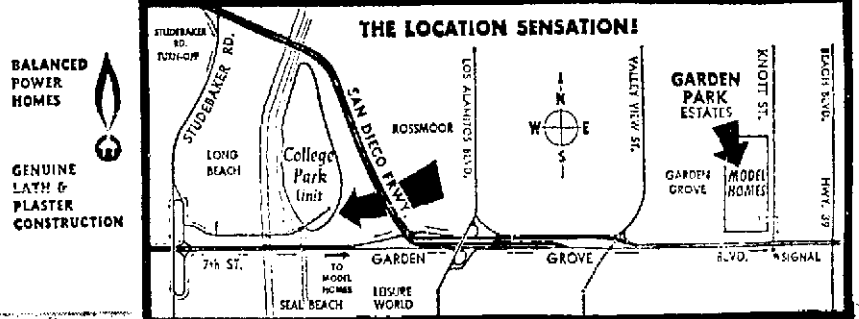 BALANCED
POWER
HOMES
GENUINE
LATH &
PLASTER
CONSTRUCTION
THE LOCATION SENSATION!
STUDEBAKER
RD.
TURN-OFF
STUDEBAKER RD.
LONG
BEACH
College
Park
Unit
SAN DIEGO FRWY.
ROSSMOOR
LOS ALAMITOS BLVD.
N
W E
S
VALLEY VIEW ST.
GARDEN
PARK
ESTATES
KNOTT ST.
BEACH BLVD.
HWY. 39
GARDEN
GROVE
MODEL
HOMES
7th ST.
TO
MODEL
HOMES
GARDEN GROVE BLVD.
SIGNAL
SEAL BEACH
LEISURE
WORLD